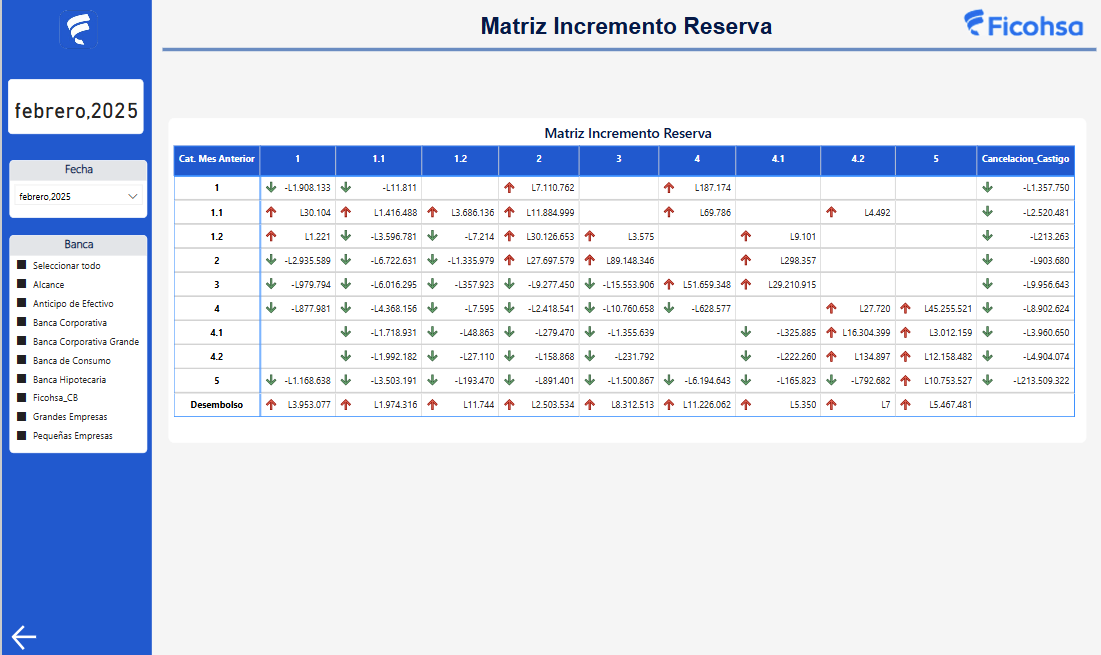 Matriz Incremento Reserva
Ficohsa
febrero,2025
Fecha
febrero,2025
Banca
Seleccionar todo
Alcance
Anticipo de Efectivo
Banca Corporativa
Banca Corporativa Grande
Banca de Consumo
Banca Hipotecaria
Ficohsa_CB
Grandes Empresas
Pequeñas Empresas
Matriz Incremento Reserva
Cat. Mes Anterior 1 1.1 1.2 2 3 4 4.1 4.2 5 Cancelacion_Castigo
1 -L1.908.133 -L11.811 L7.110.762 L187.174 -L1.357.750
1.1 L30.104 L1.416.488 L3.686.136 L11.884.999 L69.786 L4.492 -L2.520.481
1.2 L1.221 -L3.596.781 -L7.214 L30.126.653 L3.575 L9.101 -L213.263
2 -L2.935.589 -L6.722.631 -L1.335.979 L27.697.579 L89.148.346 L298.357 -L903.680
3 -L979.794 -L6.016.295 -L357.923 -L9.277.450 -L15.553.906 L51.659.348 L29.210.915 -L9.956.643
4 -L877.981 -L4.368.156 -L7.595 -L2.418.541 -L10.760.658 -L628.577 L27.720 L45.255.521 -L8.902.624
4.1 -L1.718.931 -L48.863 -L279.470 -L1.355.639 -L325.885 L16.304.399 L3.012.159 -L3.960.650
4.2 -L1.992.182 -L27.110 -L158.868 -L231.792 -L222.260 L134.897 L12.158.482 -L4.904.074
5 -L1.168.638 -L3.503.191 -L193.470 -L891.401 -L1.500.867 -L6.194.643 -L165.823 -L792.682 L10.753.527 -L213.509.322
Desembolso L3.953.077 L1.974.316 L11.744 L2.503.534 L8.312.513 L11.226.062 L5.350 L7 L5.467.481